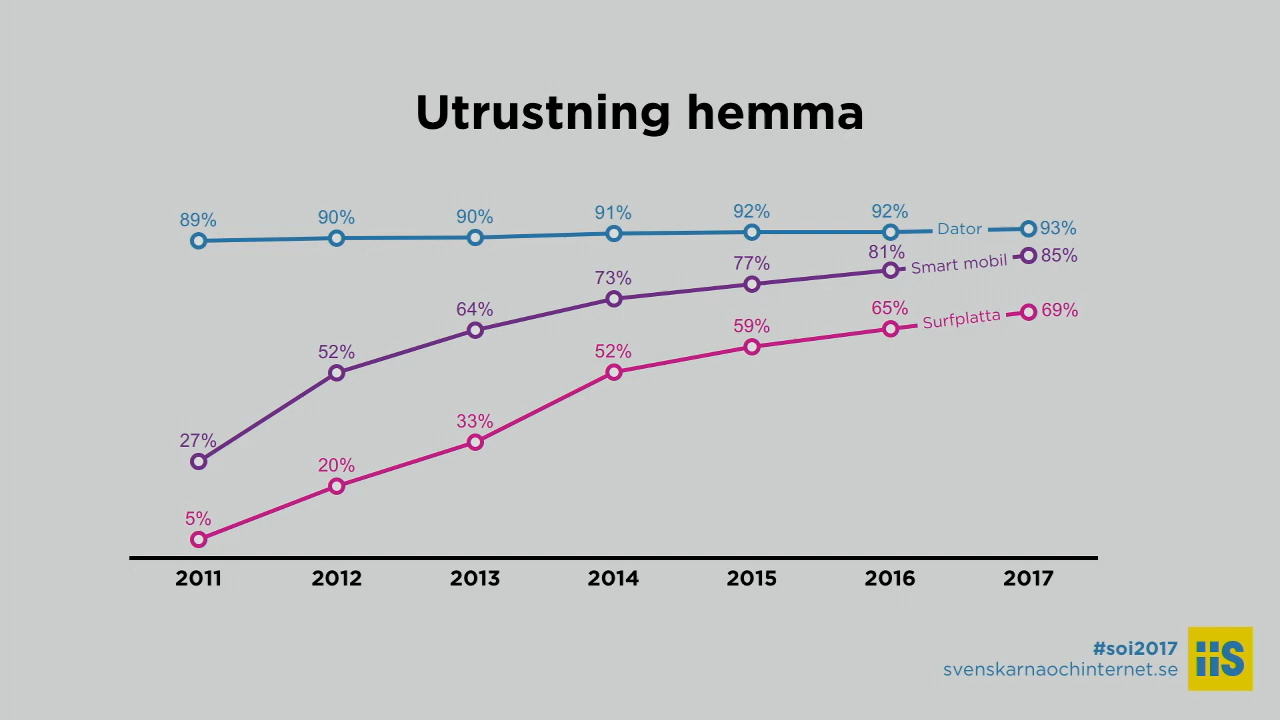 Utrustning hemma
89%
90%
90%
91%
92%
92%
Dator
93%
27%
52%
64%
73%
77%
81%
Smart mobil
85%
5%
20%
33%
52%
59%
65%
Surfplatta
69%
2011 2012 2013 2014 2015 2016 2017
#soi2017
svenskarnaochinternet.se
iis